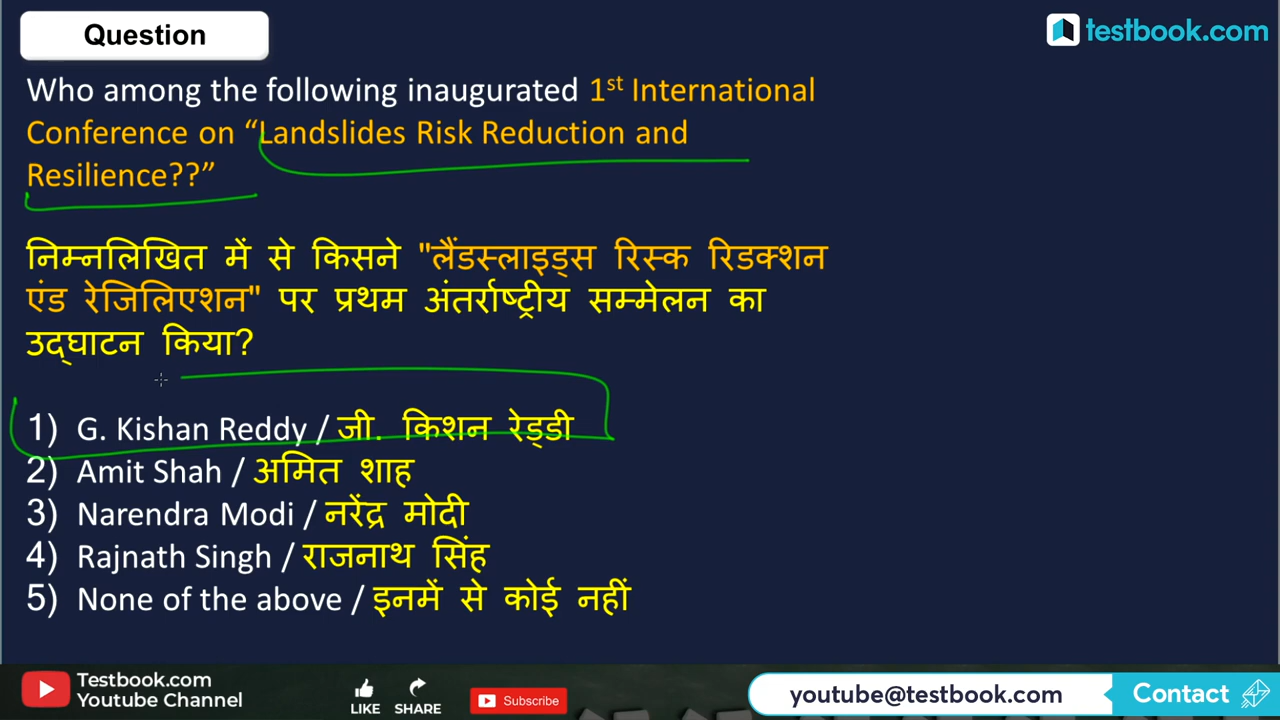 Question
testbook.com
Who among the following inaugurated 1st International
Conference on “Landslides Risk Reduction and
Resilience??”
निम्नलिखित में से किसने "लैंडस्लाइड्स रिस्क रिडक्शन
एंड रेजिलिएशन" पर प्रथम अंतर्राष्ट्रीय सम्मेलन का
उद्घाटन किया?
1) G. Kishan Reddy / जी. किशन रेड्डी
2) Amit Shah / अमित शाह
3) Narendra Modi / नरेंद्र मोदी
4) Rajnath Singh / राजनाथ सिंह
5) None of the above / इनमें से कोई नहीं
Testbook.com
Youtube Channel
LIKE
SHARE
Subscribe
youtube@testbook.com
Contact